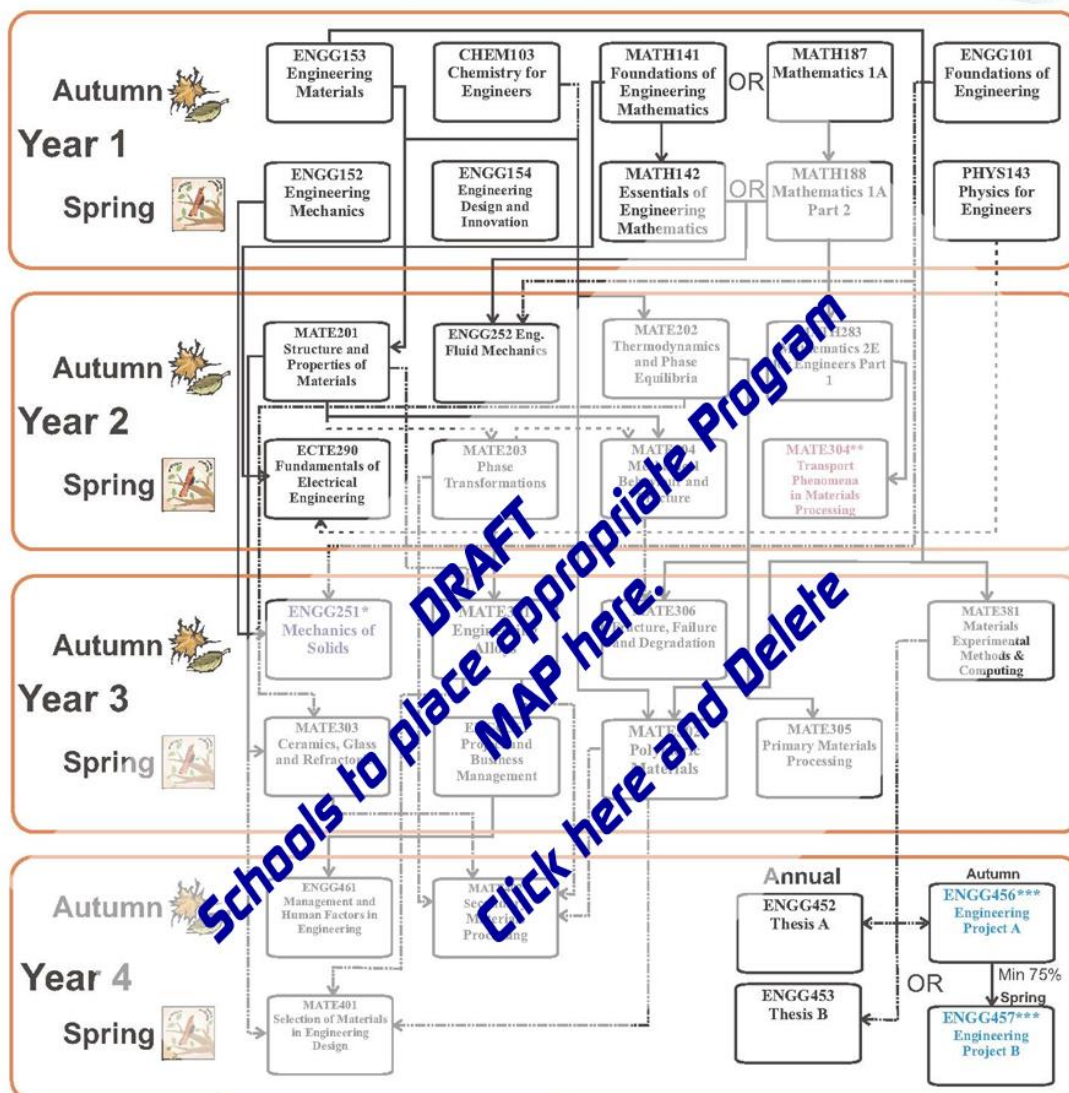 Autumn
Year 1
Spring
ENGG153
Engineering
Materials
CHEM103
Chemistry for
Engineers
MATH141
Foundations of
Engineering
Mathematics
OR
MATH187
Mathematics 1A
ENGG101
Foundations of
Engineering
ENGG152
Engineering
Mechanics
ENGG154
Engineering
Design and
Innovation
MATH142
Essentials of
Engineering
Mathematics
OR
MATH188
Mathematics 1A
Part 2
PHYS143
Physics for
Engineers
Autumn
Year 2
Spring
MATE201
Structure and
Properties of
Materials
ENGG252 Eng.
Fluid Mechanics
MATE202
Thermodynamics
and Phase
Equilibria
Engineers Part
1
ECTE290
Fundamentals of
Electrical
Engineering
MATE203
Phase
Transformations
MATE304**
Transport
Phenomena
in Materials
Processing
Autumn
Year 3
Spring
ENGG251*
Mechanics of
Solids
MATE306
Failure
and Degradation
MATE381
Materials
Experimental
Methods &
Computing
MATE303
Ceramics, Glass
and
Business
Management
Materials
MATE305
Primary Materials
Processing
Autumn
Year 4
Spring
ENGG461
Management and
Human Factors in
Engineering
Processing
MATE401
Selection of Materials
in Engineering
Design
Annual
ENGG452
Thesis A
ENGG453
Thesis B
OR
Autumn
ENGG456***
Engineering
Project A
Min 75%
Spring
ENGG457***
Engineering
Project B
DRAFT
Schools to place appropriate Program
MAP here.
Click here and Delete